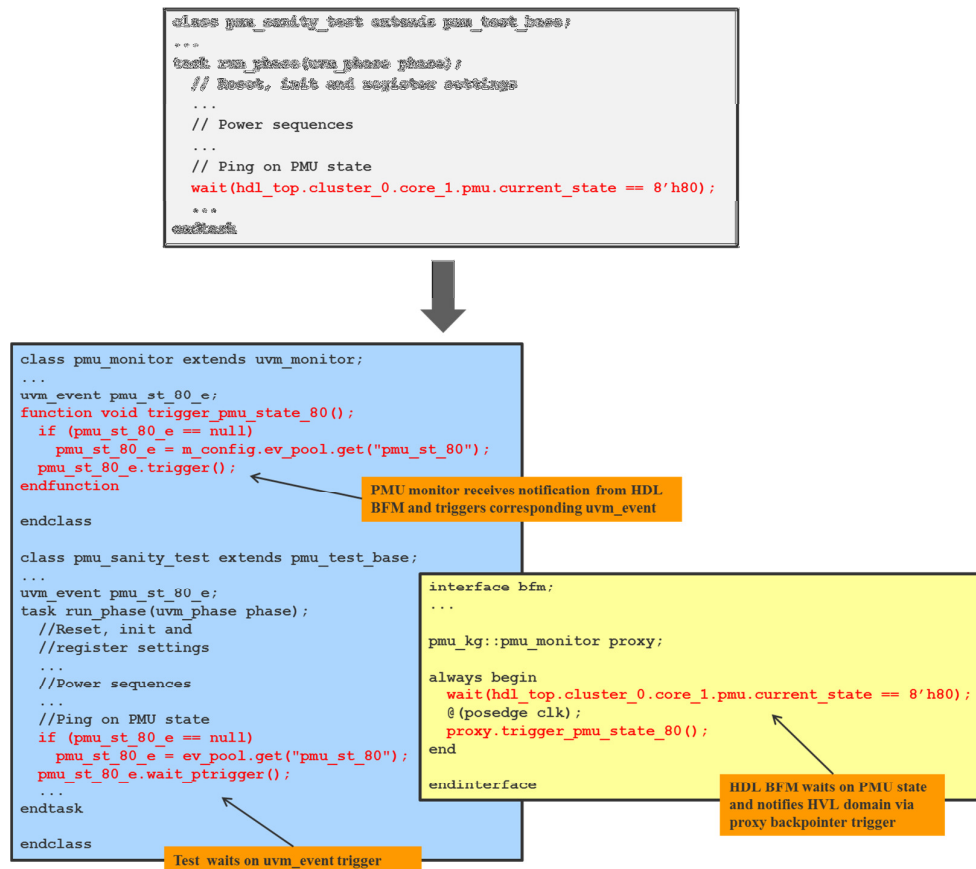 class pmu_sanity_test extends pmu_test_base;
...
task run_phase(uvm_phase phase);
// Reset, init and register settings
...
// Power sequences
...
// Ping on PMU state
wait(hdl_top.cluster_0.core_1.pmu.current_state == 8’h80);
...
endtask
class pmu_monitor extends uvm_monitor;
...
uvm_event pmu_st_80_e;
function void trigger_pmu_state_80();
if (pmu_st_80_e == null)
pmu_st_80_e = m_config.ev_pool.get("pmu_st_80");
pmu_st_80_e.trigger();
endfunction
PMU monitor receives notification from HDL
BFM and triggers corresponding uvm_event
endclass
class pmu_sanity_test extends pmu_test_base;
...
uvm_event pmu_st_80_e;
task run_phase(uvm_phase phase);
//Reset, init and
//register settings
...
//Power sequences
...
//Ping on PMU state
if (pmu_st_80_e == null)
pmu_st_80_e = ev_pool.get("pmu_st_80");
pmu_st_80_e.wait_ptrigger();
...
endtask
endclass
Test waits on uvm_event trigger
interface bfm;
...
pmu_kg::pmu_monitor proxy;
always begin
wait(hdl_top.cluster_0.core_1.pmu.current_state == 8’h80);
@(posedge clk);
proxy.trigger_pmu_state_80();
end
endinterface
HDL BFM waits on PMU state
and notifies HVL domain via
proxy backpointer trigger